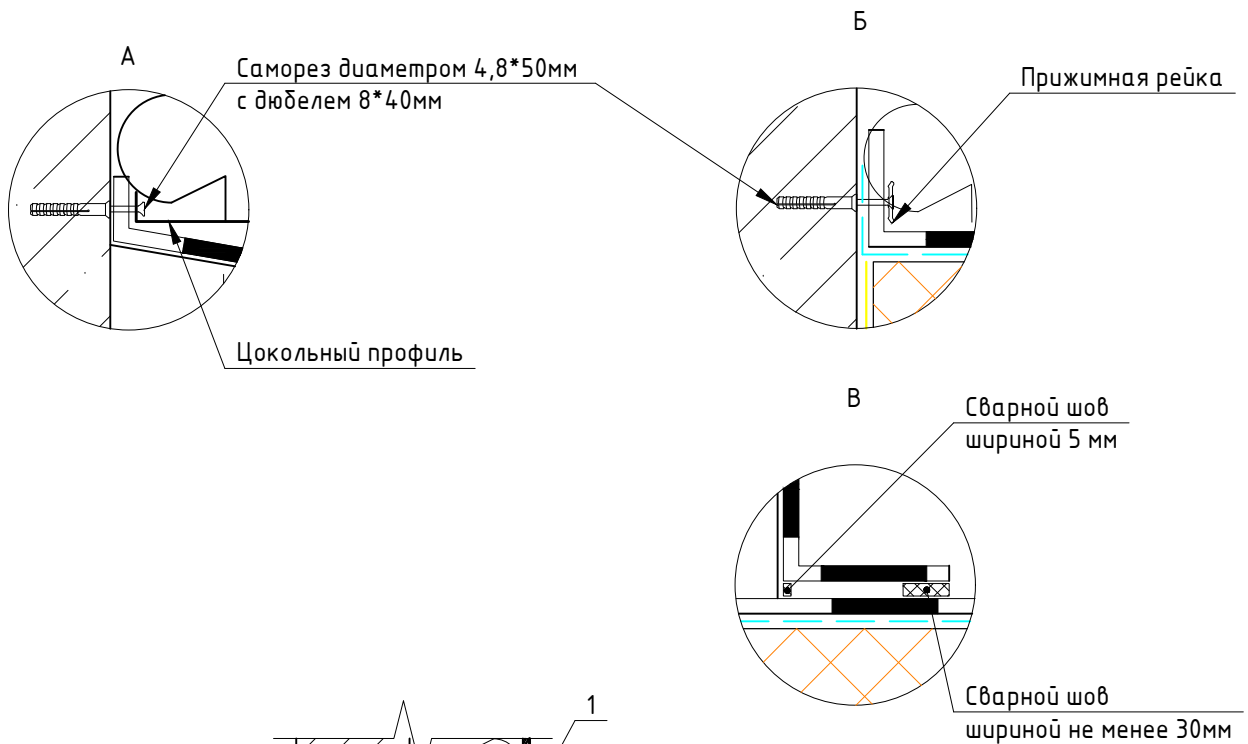 А
Саморез диаметром 4,8*50мм
с дюбелем 8*40мм
Цокольный профиль
Б
Прижимная рейка
В
Сварной шов
шириной 5 мм
Сварной шов
шириной не менее 30мм
1